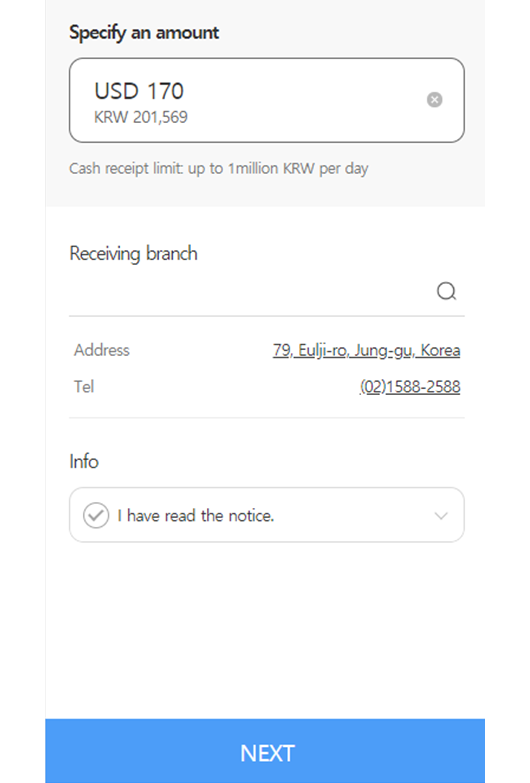 Specify an amount
USD 170
KRW 201,569
Cash receipt limit: up to 1million KRW per day
Receiving branch
Address 79, Eulji-ro, Jung-gu, Korea
Tel (02)1588-2588
Info
I have read the notice.
NEXT